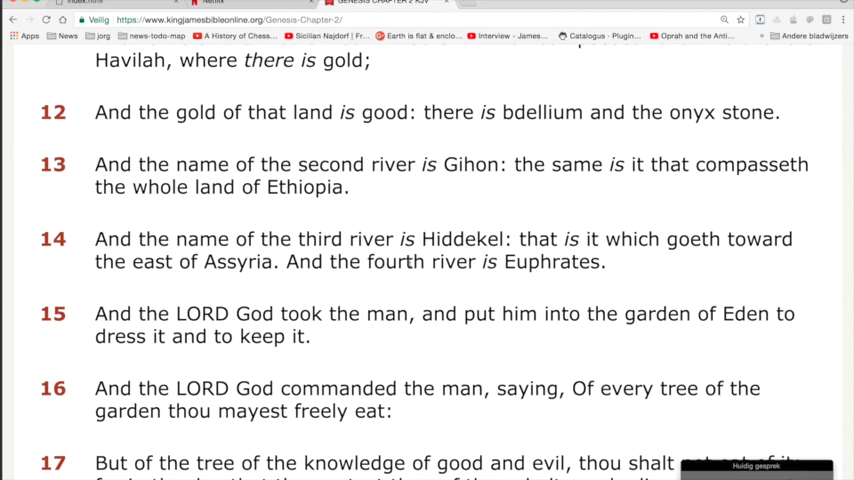 index.html
Netflix
GENESIS CHAPTER 2 KJV
Veilig https://www.kingjamesbibleonline.org/Genesis-Chapter-2/
Apps News jorg news-todo-map A History of Chess... Sicilian Najdorf |... Earth is flat & enclo... Interview - James... Catalogus - Plugin... Oprah and the Anti... » Andere bladwijzers
Havilah, where there is gold;
12 And the gold of that land is good: there is bdellium and the onyx stone.
13 And the name of the second river is Gihon: the same is it that compasseth
the whole land of Ethiopia.
14 And the name of the third river is Hiddekel: that is it which goeth toward
the east of Assyria. And the fourth river is Euphrates.
15 And the LORD God took the man, and put him into the garden of Eden to
dress it and to keep it.
16 And the LORD God commanded the man, saying, Of every tree of the
garden thou mayest freely eat:
17 But of the tree of the knowledge of good and evil, thou shalt
Huidig gesprek